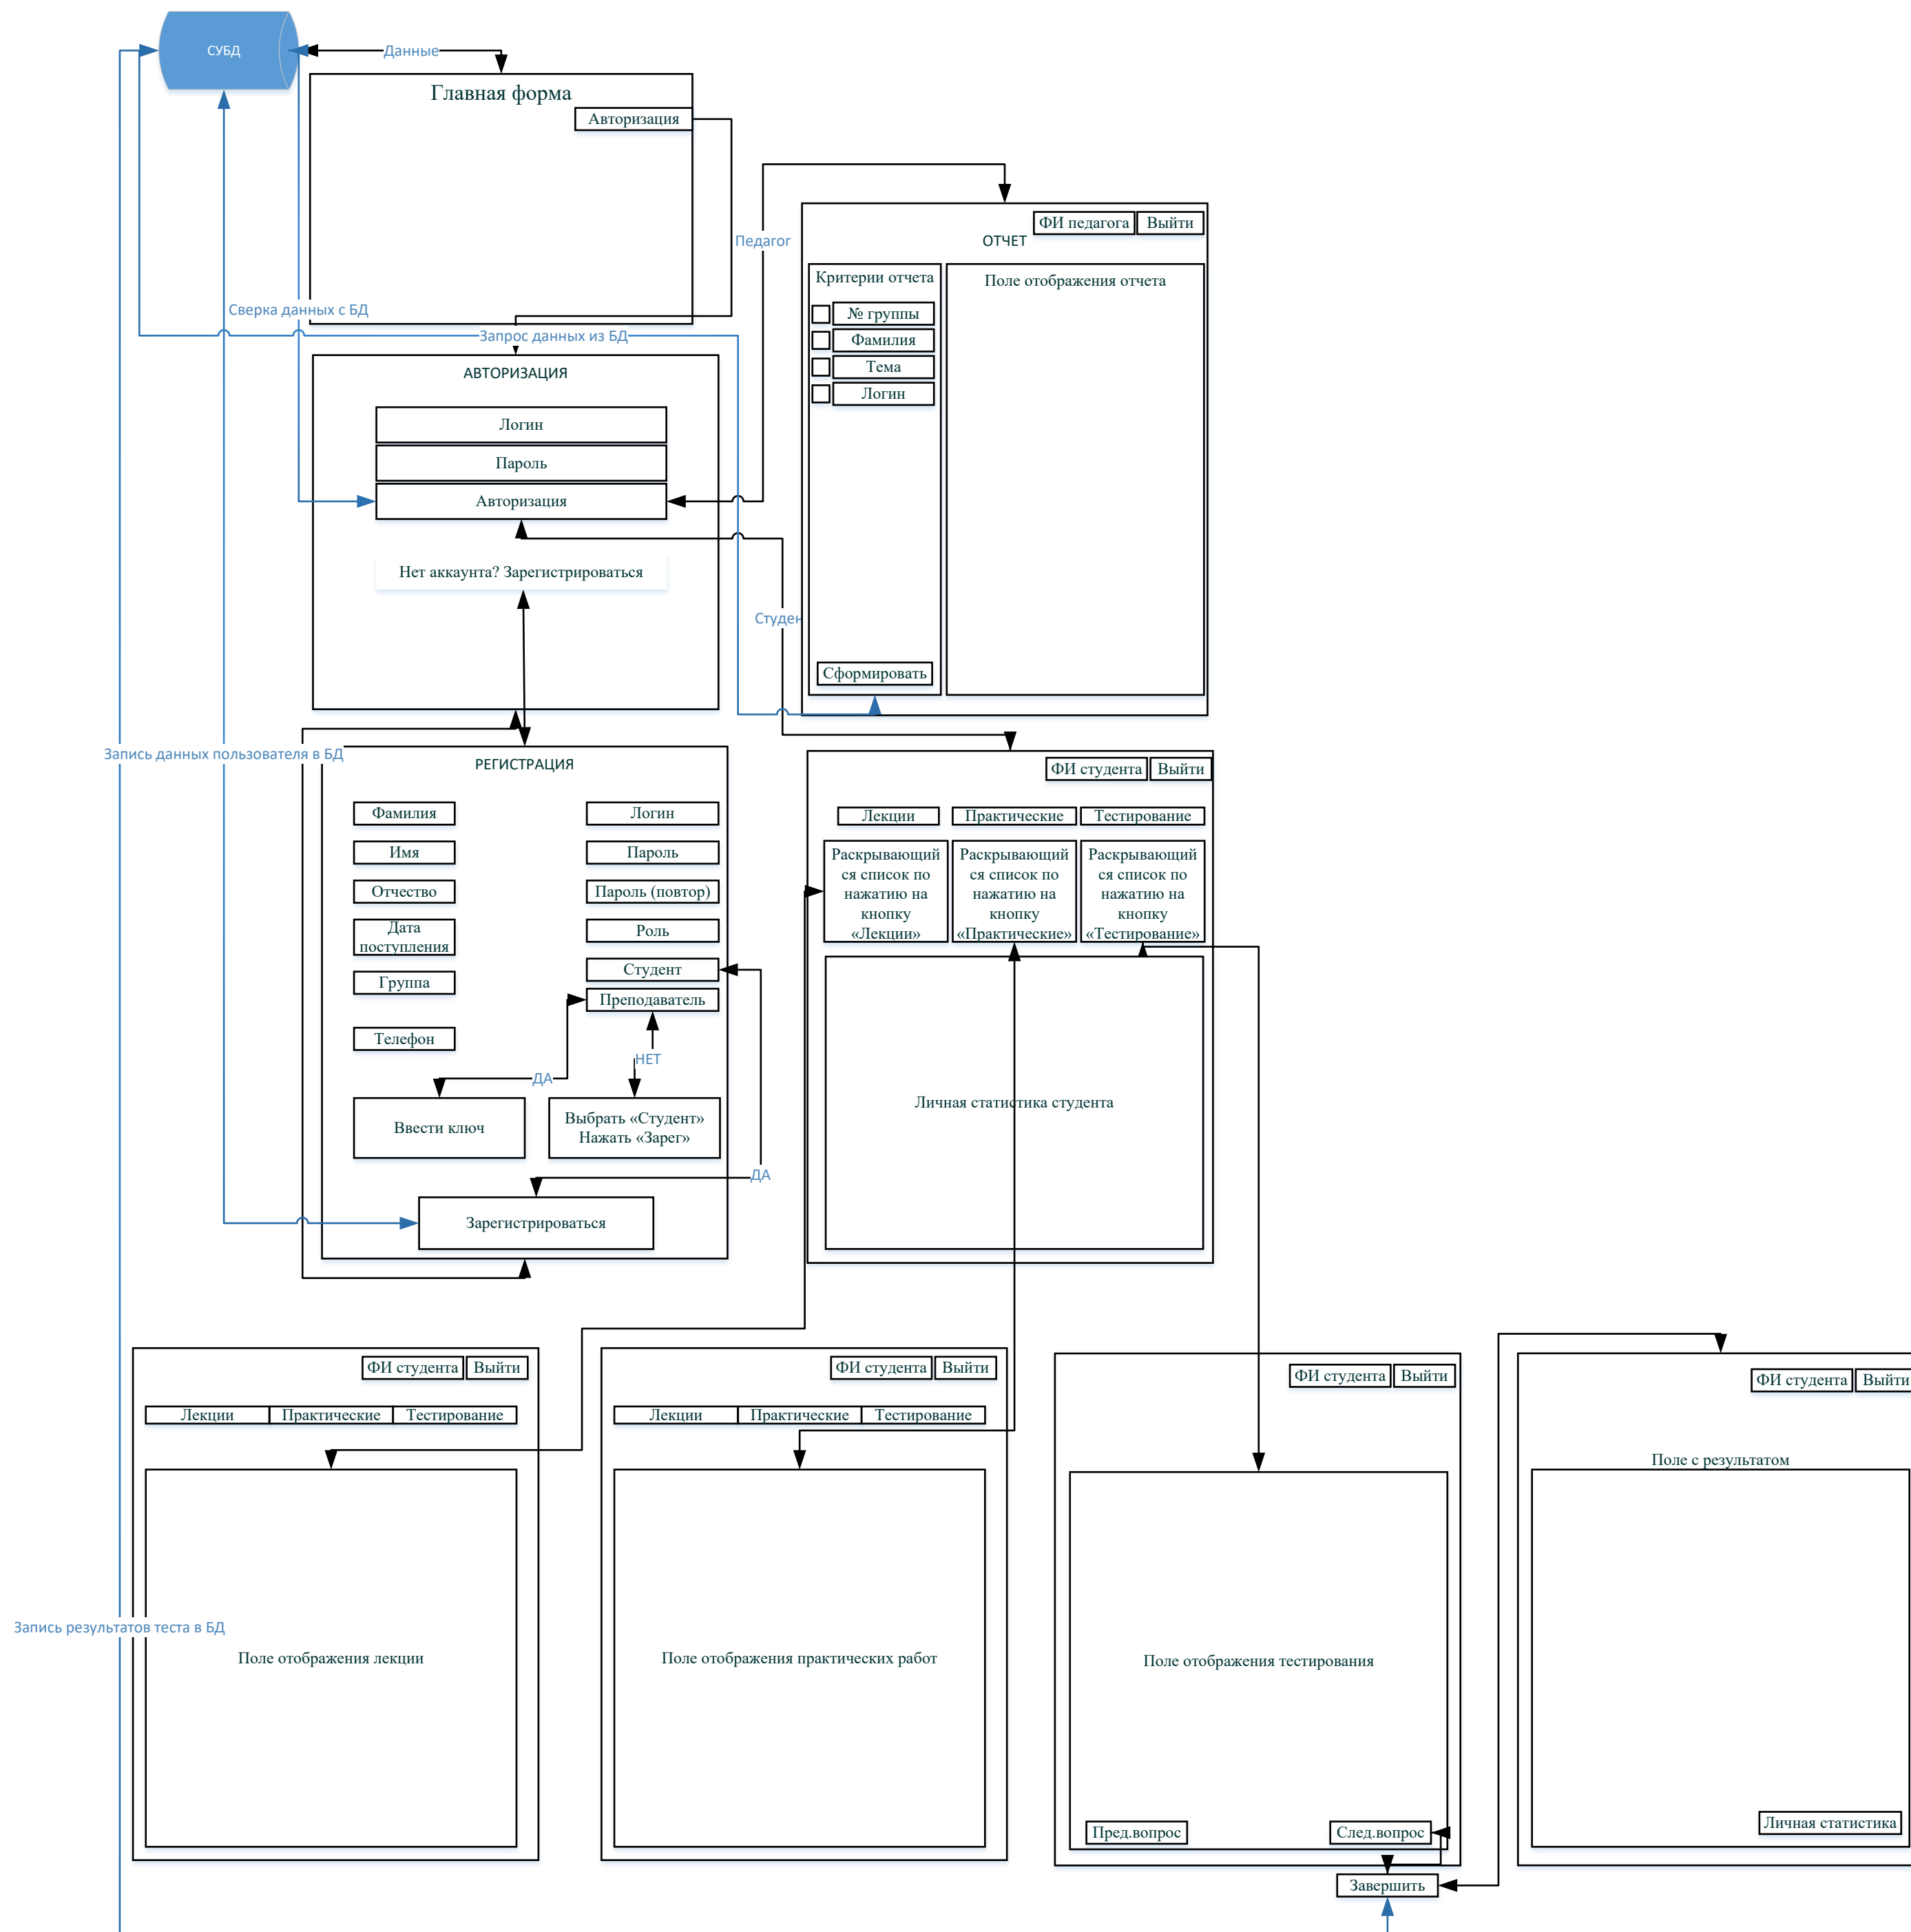 СУБД
Данные
Главная форма
Авторизация
ФИ педагога
Выйти
Педагог
ОТЧЕТ
Критерии отчета
Поле отображения отчета
№ группы
Фамилия
Тема
Логин
Сформировать
Сверка данных с БД
Запрос данных из БД
АВТОРИЗАЦИЯ
Логин
Пароль
Авторизация
Нет аккаунта? Зарегистрироваться
Студен
Запись данных пользователя в БД
РЕГИСТРАЦИЯ
Фамилия
Имя
Отчество
Дата
поступления
Группа
Телефон
Логин
Пароль
Пароль (повтор)
Роль
Студент
Преподаватель
НЕТ
ДА
Ввести ключ
Выбрать «Студент»
Нажать «Зарег»
ДА
Зарегистрироваться
ФИ студента
Выйти
Лекции
Практические
Тестирование
Раскрывающий
ся список по
нажатию на
кнопку
«Лекции»
Раскрывающий
ся список по
нажатию на
кнопку
«Практические»
Раскрывающий
ся список по
нажатию на
кнопку
«Тестирование»
Личная статистика студента
ФИ студента
Выйти
Лекции
Практические
Тестирование
Поле отображения лекции
Запись результатов теста в БД
ФИ студента
Выйти
Лекции
Практические
Тестирование
Поле отображения практических работ
ФИ студента
Выйти
Поле отображения тестирования
Пред.вопрос
След.вопрос
Завершить
ФИ студента
Выйти
Поле с результатом
Личная статистика